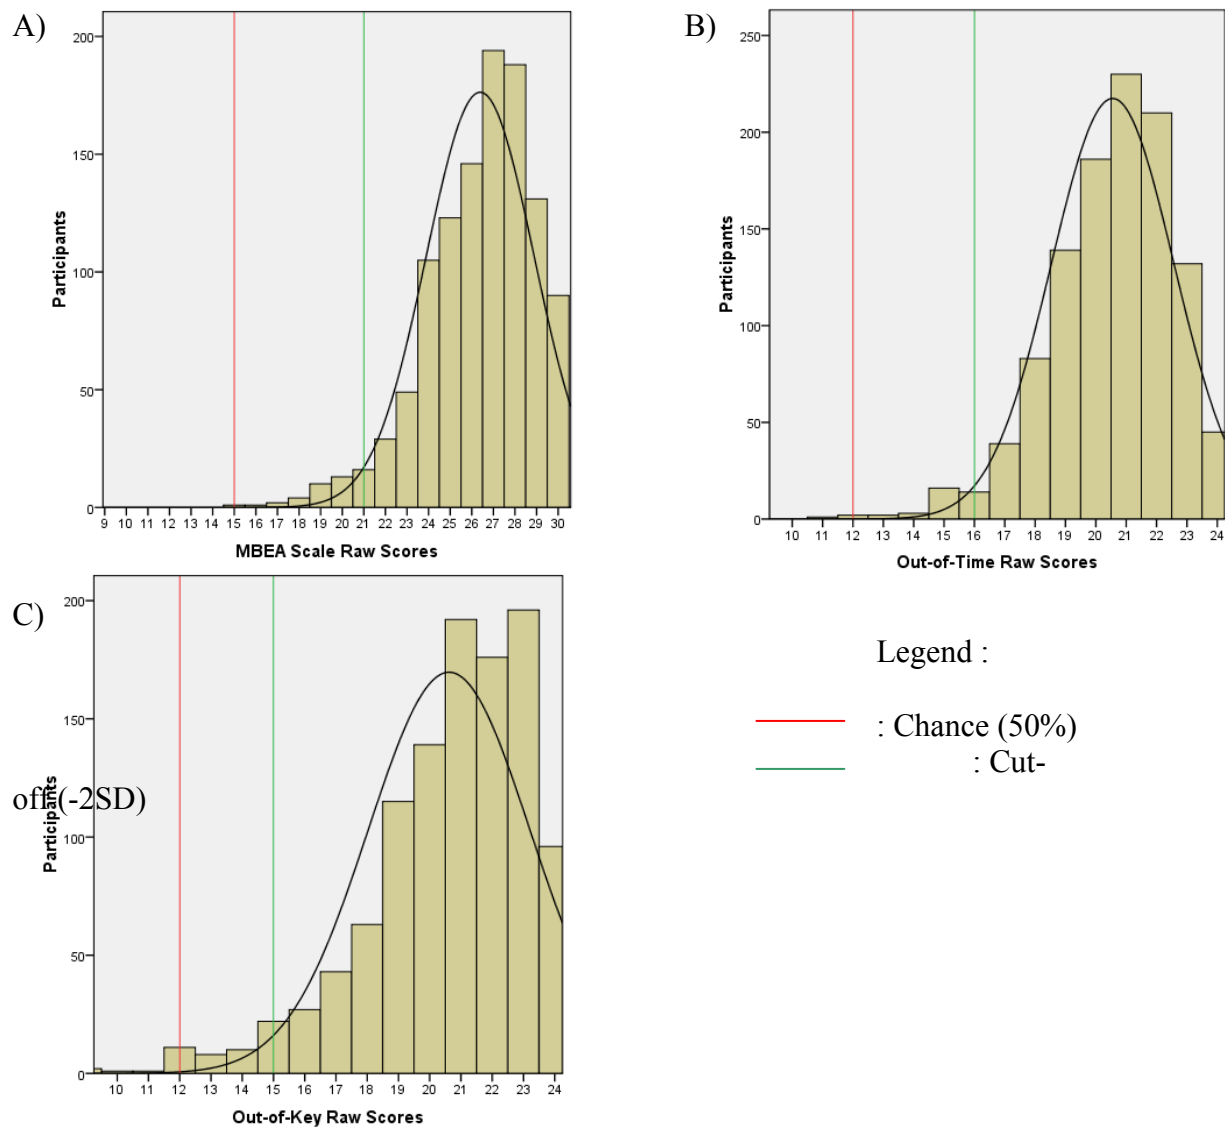 A)
200
150
100
50
0
Participants
9 10 11 12 13 14 15 16 17 18 19 20 21 22 23 24 25 26 27 28 29 30
MBEA Scale Raw Scores
B)
250
200
150
100
50
0
Participants
10 11 12 13 14 15 16 17 18 19 20 21 22 23 24
Out-of-Time Raw Scores
C)
200
150
100
50
0
Participants
10 11 12 13 14 15 16 17 18 19 20 21 22 23 24
Out-of-Key Raw Scores
Legend :
: Chance (50%)
: Cut-
off (-2SD)